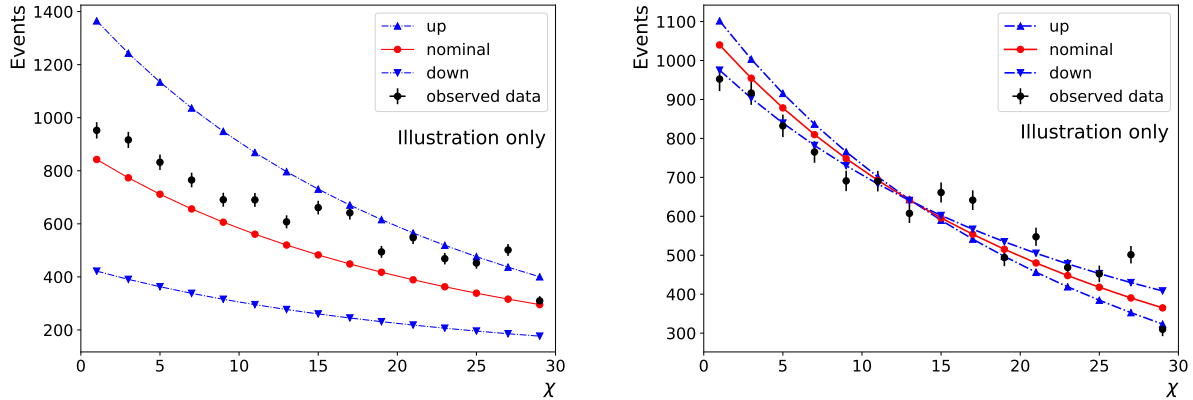 Events
1400
1200
1000
800
600
400
200
0 5 10 15 20 25 30
χ
up
nominal
down
observed data
Illustration only
Events
1100
1000
900
800
700
600
500
400
300
0 5 10 15 20 25 30
χ
up
nominal
down
observed data
Illustration only